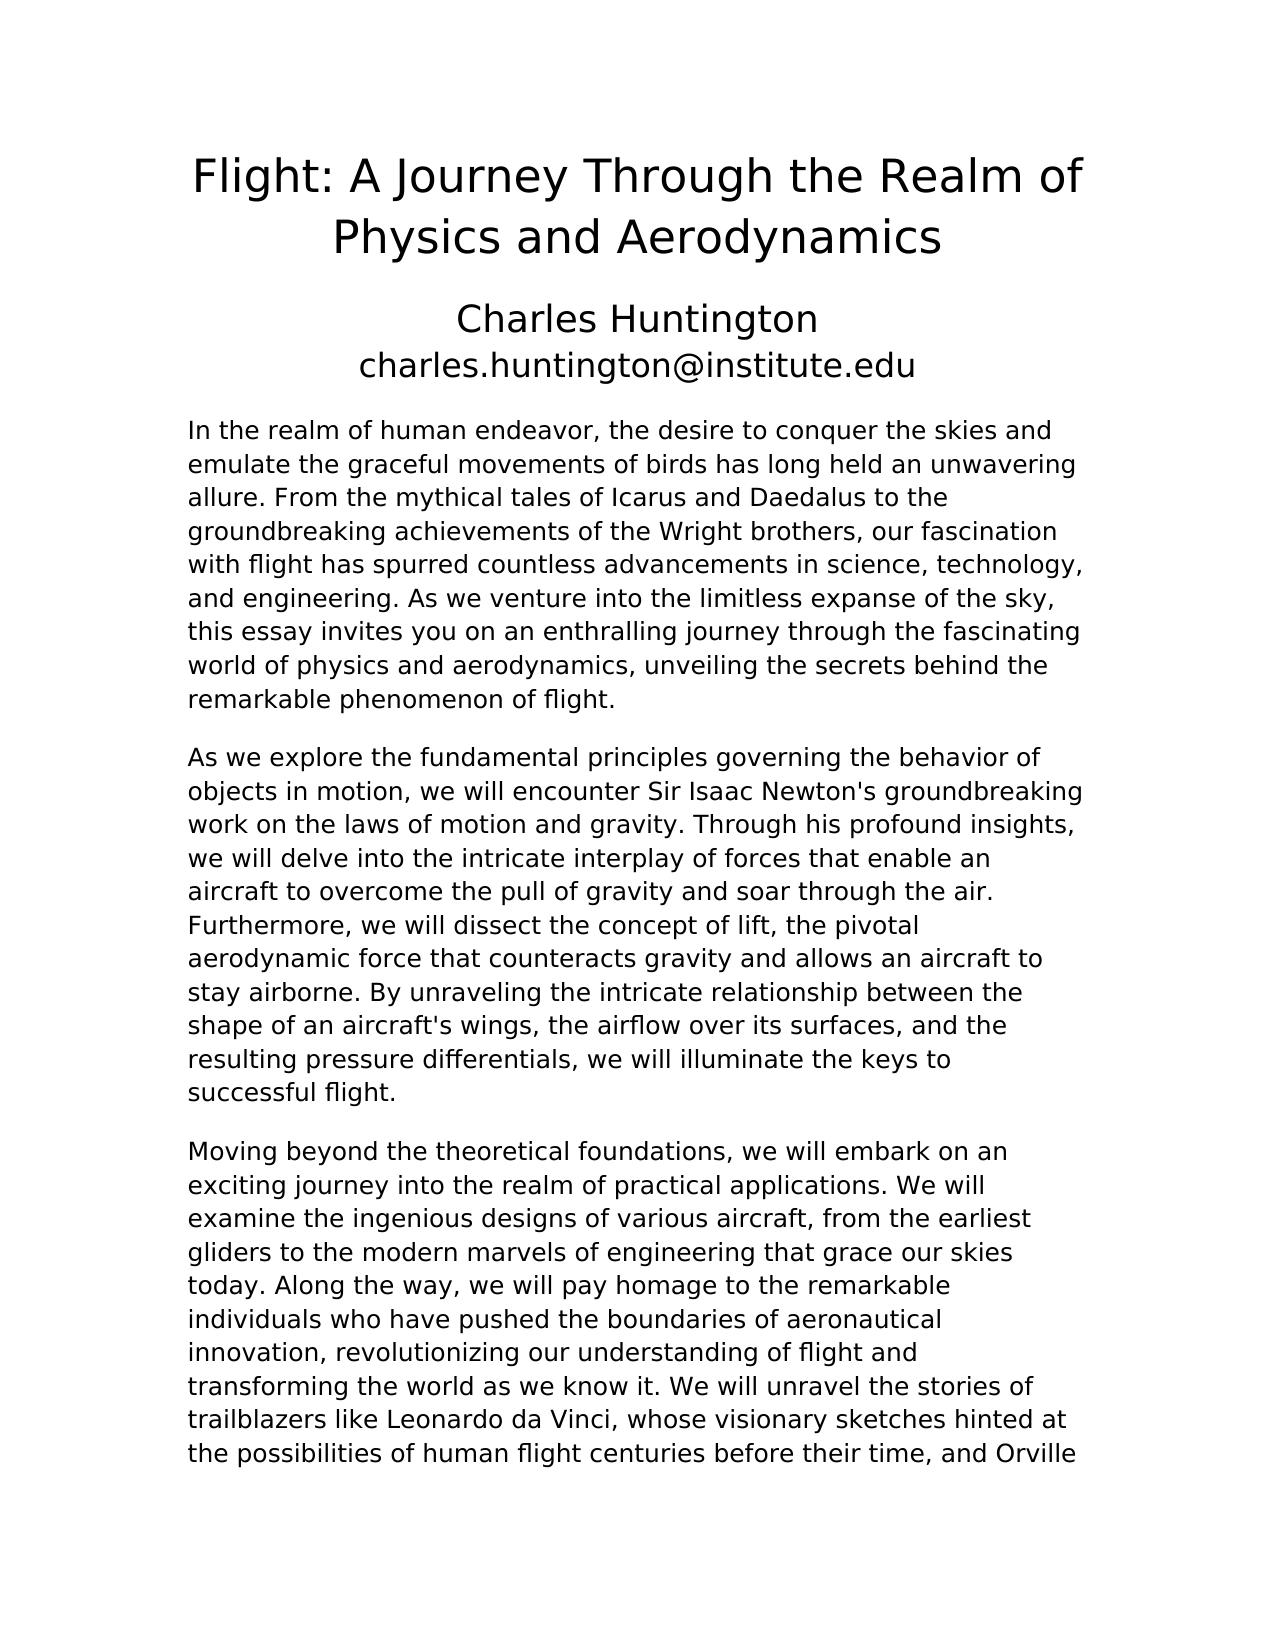 Flight: A Journey Through the Realm of
Physics and Aerodynamics
Charles Huntington
charles.huntington@institute.edu
In the realm of human endeavor, the desire to conquer the skies and
emulate the graceful movements of birds has long held an unwavering
allure. From the mythical tales of Icarus and Daedalus to the
groundbreaking achievements of the Wright brothers, our fascination
with flight has spurred countless advancements in science, technology,
and engineering. As we venture into the limitless expanse of the sky,
this essay invites you on an enthralling journey through the fascinating
world of physics and aerodynamics, unveiling the secrets behind the
remarkable phenomenon of flight.
As we explore the fundamental principles governing the behavior of
objects in motion, we will encounter Sir Isaac Newton's groundbreaking
work on the laws of motion and gravity. Through his profound insights,
we will delve into the intricate interplay of forces that enable an
aircraft to overcome the pull of gravity and soar through the air.
Furthermore, we will dissect the concept of lift, the pivotal
aerodynamic force that counteracts gravity and allows an aircraft to
stay airborne. By unraveling the intricate relationship between the
shape of an aircraft's wings, the airflow over its surfaces, and the
resulting pressure differentials, we will illuminate the keys to
successful flight.
Moving beyond the theoretical foundations, we will embark on an
exciting journey into the realm of practical applications. We will
examine the ingenious designs of various aircraft, from the earliest
gliders to the modern marvels of engineering that grace our skies
today. Along the way, we will pay homage to the remarkable
individuals who have pushed the boundaries of aeronautical
innovation, revolutionizing our understanding of flight and
transforming the world as we know it. We will unravel the stories of
trailblazers like Leonardo da Vinci, whose visionary sketches hinted at
the possibilities of human flight centuries before their time, and Orville